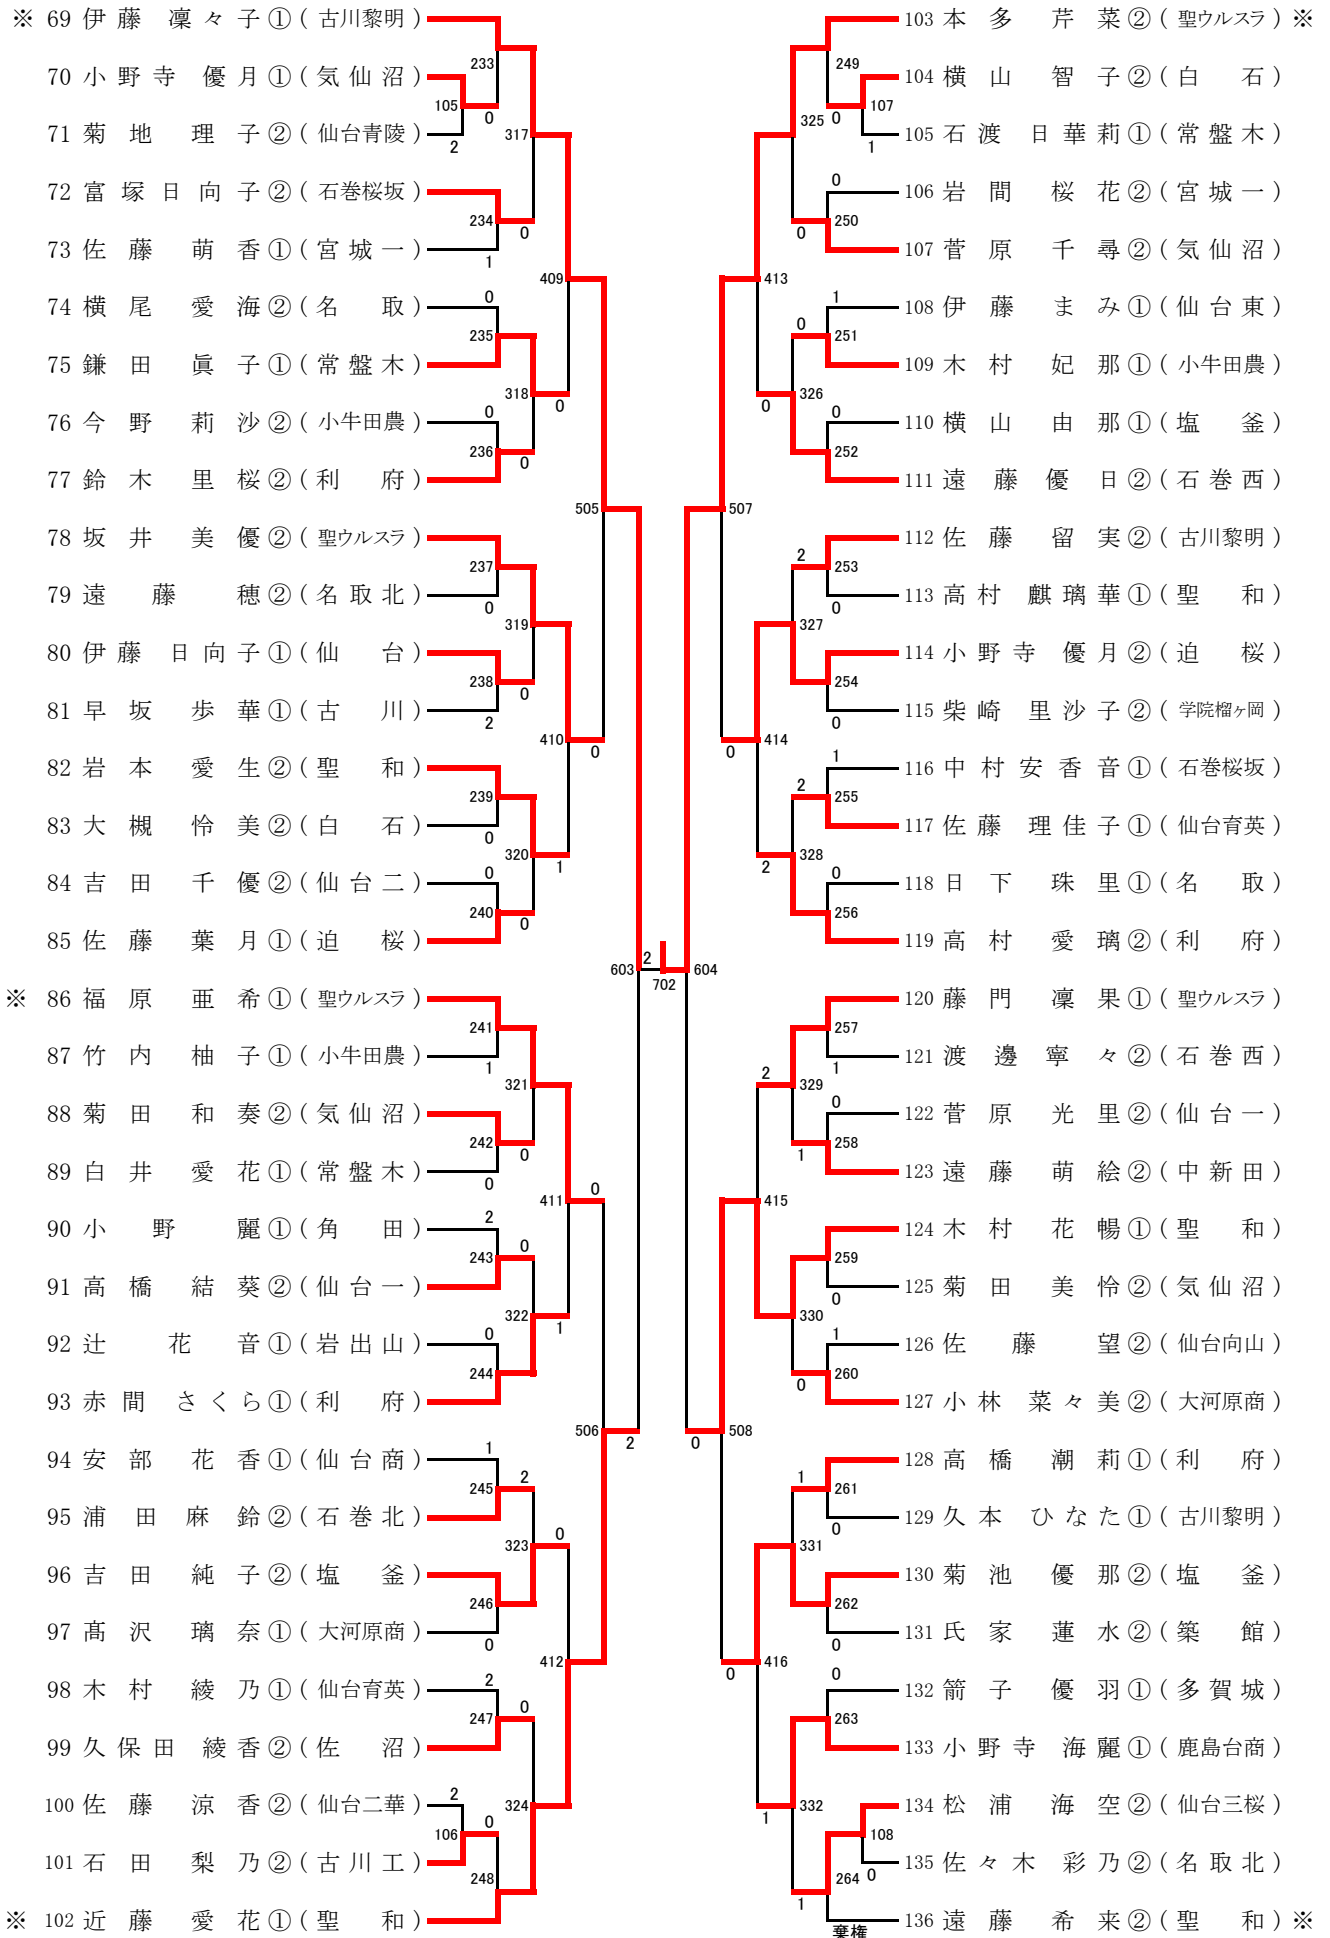 ※ 69 伊藤 凜々子① ( 古川黎明 )
70 小野寺 優月① ( 気仙沼 )
71 菊地 理子② ( 仙台青陵 )
72 富塚 日向子② ( 石巻桜坂 )
73 佐藤 萌香① ( 宮城一 )
74 横尾 愛海② ( 名取 )
75 鎌田 眞子① ( 常盤木 )
76 今野 莉沙② ( 小牛田農 )
77 鈴木 里桜② ( 利府 )
78 坂井 美優② ( 聖ウルスラ )
79 遠藤 穂② ( 名取北 )
80 伊藤 日向子① ( 仙台 )
81 早坂 歩華① ( 古川 )
82 岩本 愛生② ( 聖和 )
83 大槻 怜美② ( 白石 )
84 吉田 千優② ( 仙台二 )
85 佐藤 葉月① ( 迫桜 )
※ 86 福原 亜希① ( 聖ウルスラ )
87 竹内 柚子① ( 小牛田農 )
88 菊田 和奏② ( 気仙沼 )
89 白井 愛花① ( 常盤木 )
90 小野 麗① ( 角田 )
91 高橋 結葵② ( 仙台一 )
92 辻 花音① ( 岩出山 )
93 赤間 さくら① ( 利府 )
94 安部 花香① ( 仙台商 )
95 浦田 麻鈴② ( 石巻北 )
96 吉田 純子② ( 塩釜 )
97 髙沢 璃奈① ( 大河原商 )
98 木村 綾乃① ( 仙台育英 )
99 久保田 綾香② ( 佐沼 )
100 佐藤 涼香② ( 仙台二華 )
101 石田 梨乃② ( 古川工 )
※ 102 近藤 愛花① ( 聖和 )
233
105
0
2
317
234
0
1
409
0
235
318
0
0
236
0
505
237
0
319
238
0
2
410
0
239
0
320
1
0
240
0
603
2
702
604
241
1
321
242
0
0
411
0
2
243
0
322
1
0
244
506
2
1
245
2
323
0
246
0
412
2
247
0
324
2
106
0
248
103 本多 芹菜② ( 聖ウルスラ ) ※
104 横山 智子② ( 白石 )
105 石渡 日華莉① ( 常盤木 )
106 岩間 桜花② ( 宮城一 )
107 菅原 千尋② ( 気仙沼 )
108 伊藤 まみ① ( 仙台東 )
109 木村 妃那① ( 小牛田農 )
110 横山 由那① ( 塩釜 )
111 遠藤 優日② ( 石巻西 )
112 佐藤 留実② ( 古川黎明 )
113 高村 麒璃華① ( 聖和 )
114 小野寺 優月② ( 迫桜 )
115 柴崎 里沙子② ( 学院榴ヶ岡 )
116 中村 安香音① ( 石巻桜坂 )
117 佐藤 理佳子① ( 仙台育英 )
118 日下 珠里① ( 名取 )
119 高村 愛璃② ( 利府 )
120 藤門 凜果① ( 聖ウルスラ )
121 渡邊 寧々② ( 石巻西 )
122 菅原 光里② ( 仙台一 )
123 遠藤 萌絵② ( 中新田 )
124 木村 花暢① ( 聖和 )
125 菊田 美怜② ( 気仙沼 )
126 佐藤 望② ( 仙台向山 )
127 小林 菜々美② ( 大河原商 )
128 高橋 潮莉① ( 利府 )
129 久本 ひなた① ( 古川黎明 )
130 菊池 優那② ( 塩釜 )
131 氏家 蓮水② ( 築館 )
132 箭子 優羽① ( 多賀城 )
133 小野寺 海麗① ( 鹿島台商 )
134 松浦 海空② ( 仙台三桜 )
135 佐々木 彩乃② ( 名取北 )
136 遠藤 希来② ( 聖和 ) ※
249
0
107
1
325
0
250
0
413
1
0
251
0
326
0
252
507
2
253
0
327
254
0
0
414
1
2
255
2
328
0
256
257
1
2
329
0
258
1
415
259
0
330
1
260
0
0
508
1
261
0
331
262
0
0
416
0
263
1
332
108
0
264
1
棄権